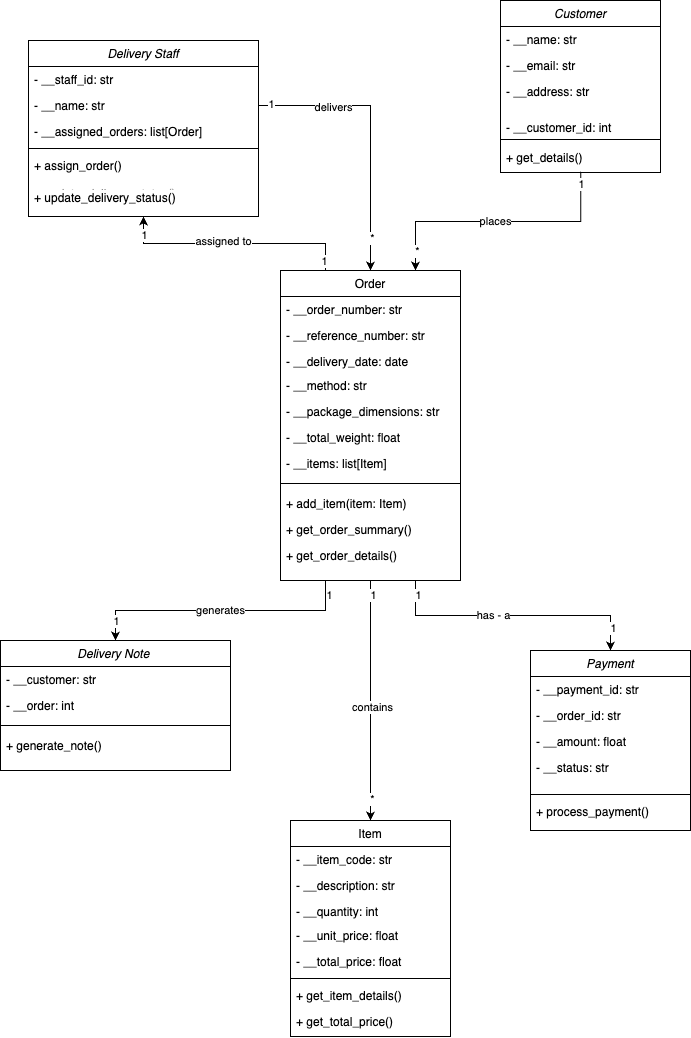 Customer
- __name: str
- __email: str
- __address: str
- __customer_id: int
+ get_details()
1
places
*
Delivery Staff
- __staff_id: str
- __name: str
- __assigned_orders: list[Order]
+ assign_order()
+ update_delivery_status()
1
delivers
*
1
assigned to
1
Order
- __order_number: str
- __reference_number: str
- __delivery_date: date
- __method: str
- __package_dimensions: str
- __total_weight: float
- __items: list[Item]
+ add_item(item: Item)
+ get_order_summary()
+ get_order_details()
1
generates
1
1
contains
*
1
has - a
1
Delivery Note
- __customer: str
- __order: int
+ generate_note()
Payment
- __payment_id: str
- __order_id: str
- __amount: float
- __status: str
+ process_payment()
Item
- __item_code: str
- __description: str
- __quantity: int
- __unit_price: float
- __total_price: float
+ get_item_details()
+ get_total_price()